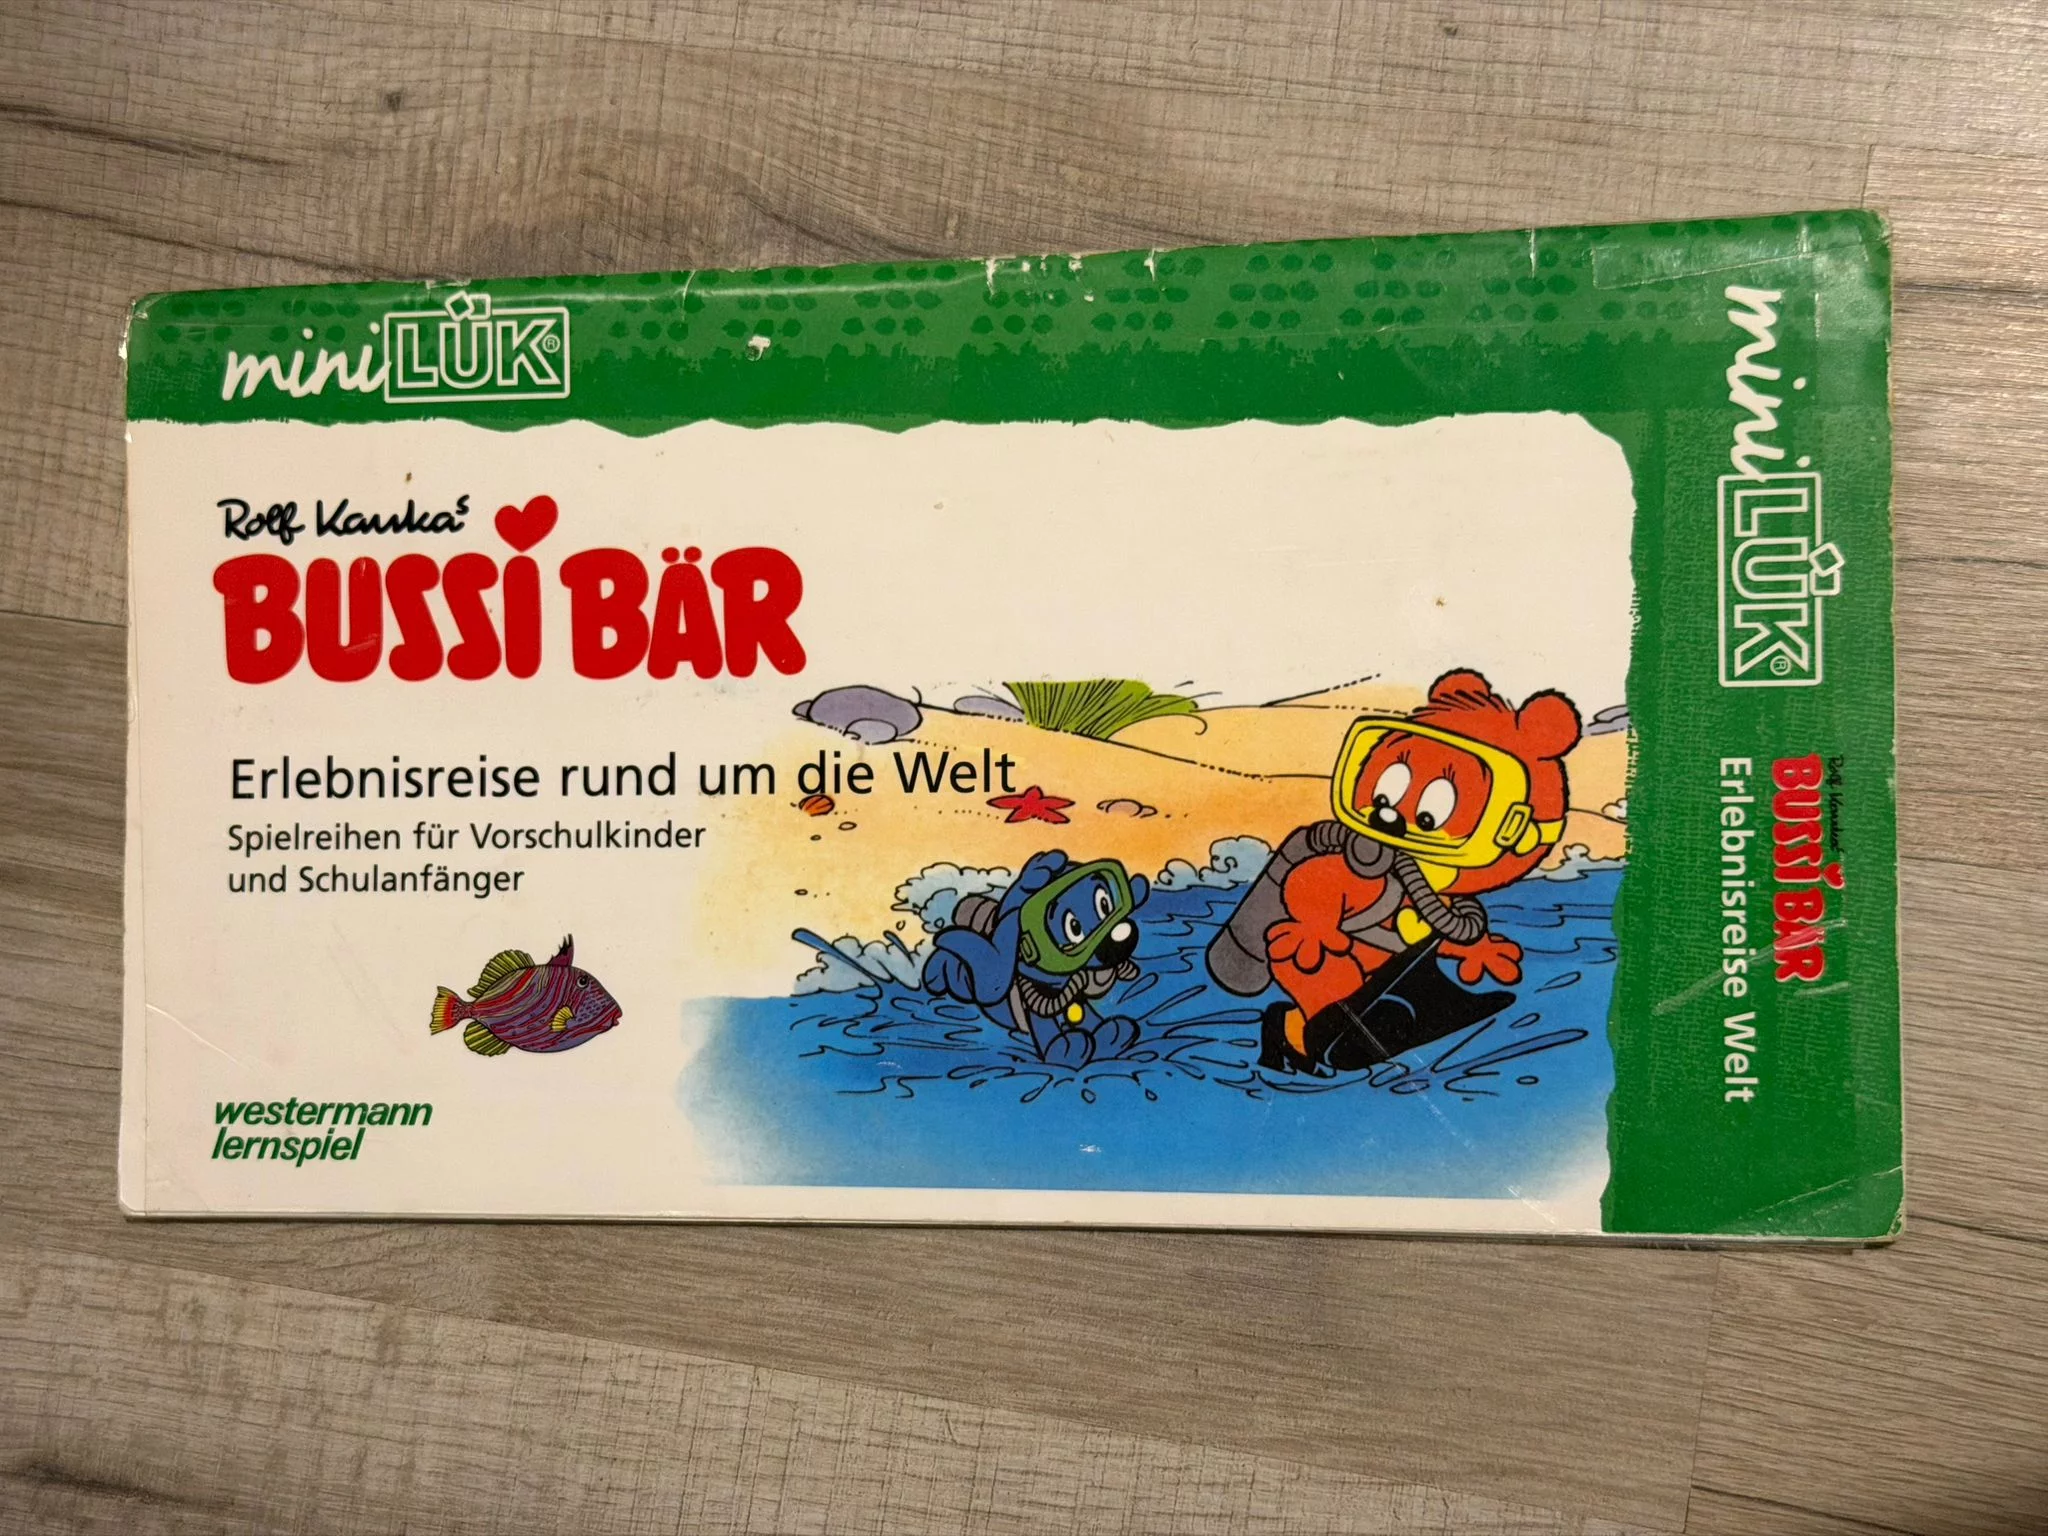 mini LÜK®
Rolf Kauka's
BUSSI BÄR
Erlebnisreise rund um die Welt
Spielreihen für Vorschulkinder
und Schulanfänger
westermann
lernspiel
mini LÜK®
Rolf Kauka's
BUSSI BÄR
Erlebnisreise Welt